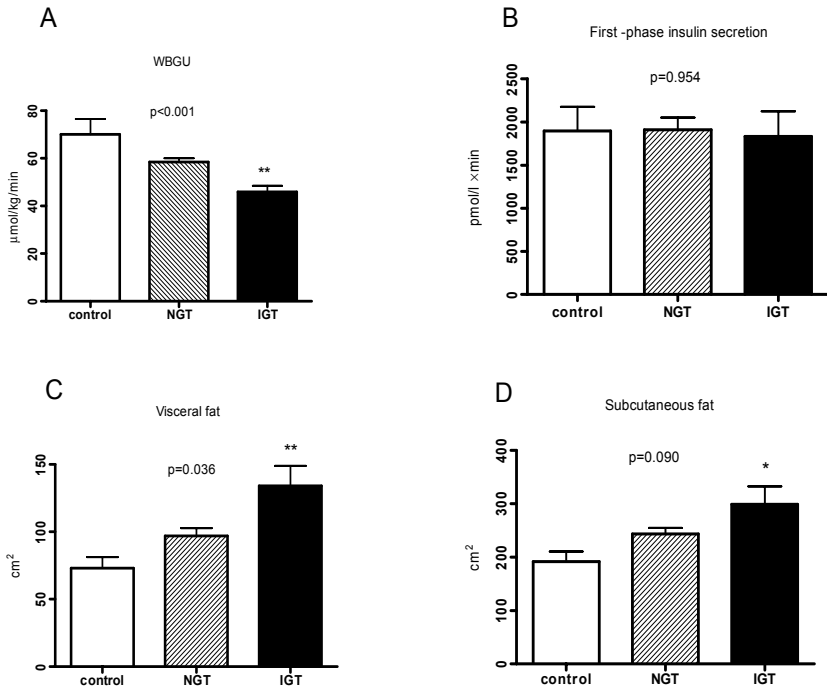 A
WBGU
p<0.001
**
μmol/kg/min
0
20
40
60
80
control NGT IGT
B
First -phase insulin secretion
p=0.954
pmol/l ×min
0
500
1000
1500
2000
2500
control NGT IGT
C
Visceral fat
p=0.036
**
cm²
0
50
100
150
control NGT IGT
D
Subcutaneous fat
p=0.090
*
cm²
0
100
200
300
400
control NGT IGT